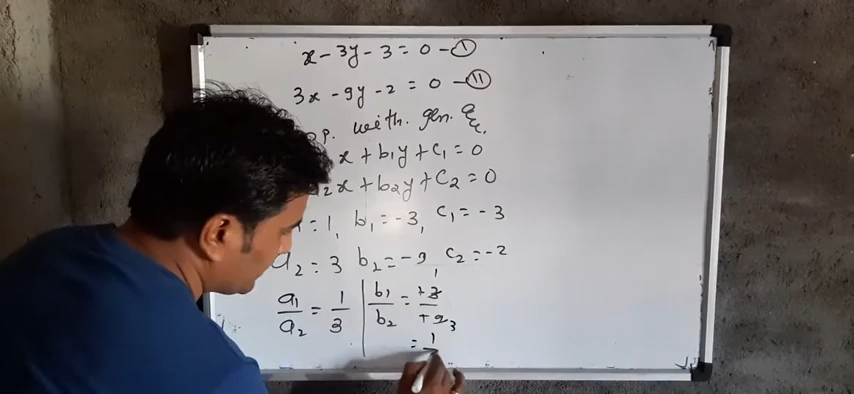 x - 3y - 3 = 0 - (I)
3x - 9y - 2 = 0 - (II)
with. gen. Eq.
x + b₁y + c₁ = 0
₂x + b₂y + c₂ = 0
= 1, b₁ = -3, c₁ = -3
a₂ = 3 b₂ = -9 c₂ = -2
a₁/a₂ = 1/3 | b₁/b₂ = +3/+9 1 3
= 1